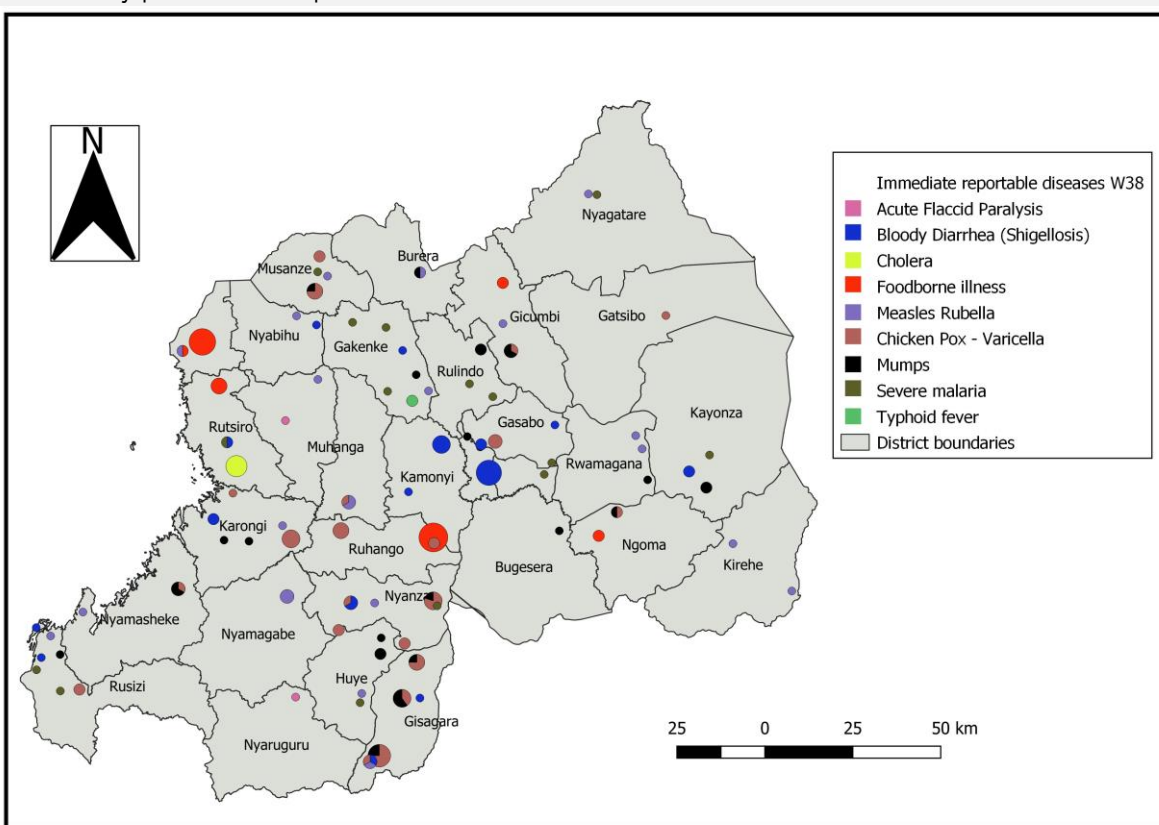 N
Immediate reportable diseases W38
Acute Flaccid Paralysis
Bloody Diarrhea (Shigellosis)
Cholera
Foodborne illness
Measles Rubella
Chicken Pox - Varicella
Mumps
Severe malaria
Typhoid fever
District boundaries
Nyagatare
Burera
Musanze
Gicumbi
Gatsibo
Nyabihu
Gakenke
Rulindo
Kayonza
Gasabo
Rutsiro
Muhanga
Rwamagana
Kamonyi
Karongi
Ruhango
Ngoma
Bugesera
Kirehe
Nyanza
Nyamasheke
Nyamagabe
Huye
Rusizi
Gisagara
Nyaruguru
25 0 25 50 km